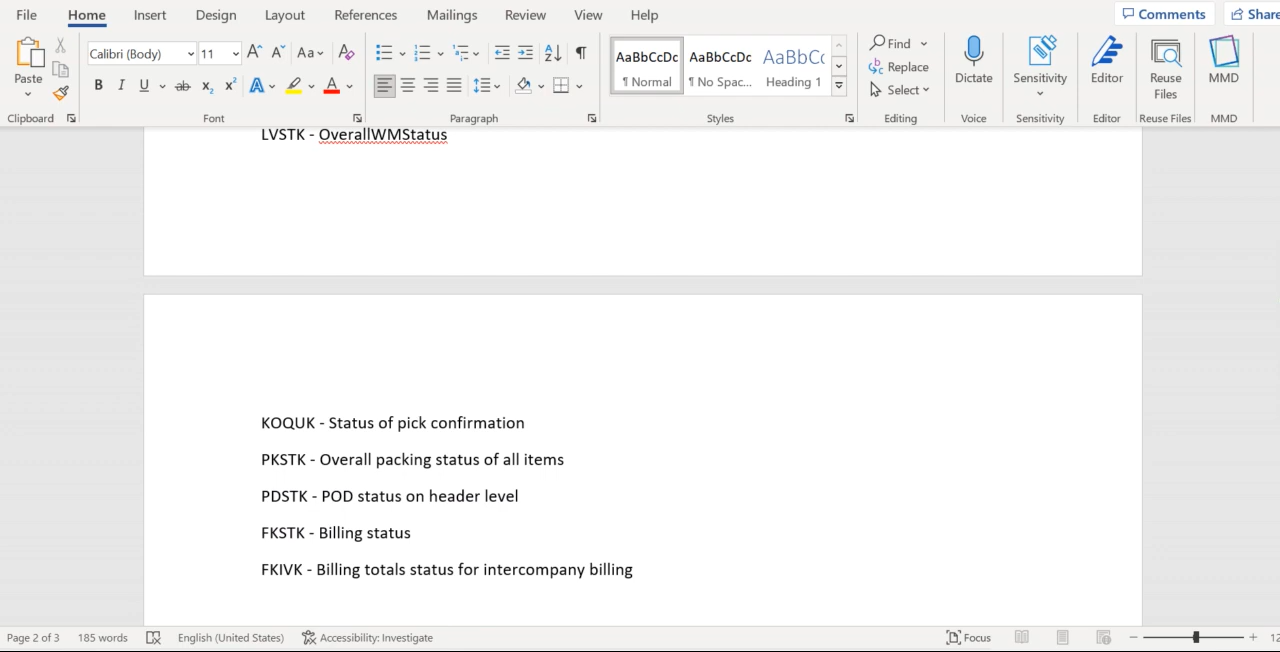 File Home Insert Design Layout References Mailings Review View Help Comments Share
Calibri (Body) 11 Aa AaBbCcDc AaBbCcDc AaBbCc Find
Paste Replace Dictate Sensitivity Editor Reuse Files MMD
B I U ab x₂ x² A A ¶ Normal ¶ No Spac... Heading 1 Select
Clipboard Font Paragraph Styles Editing Voice Sensitivity Editor Reuse Files MMD
LVSTK - OverallWMStatus
KOQUK - Status of pick confirmation
PKSTK - Overall packing status of all items
PDSTK - POD status on header level
FKSTK - Billing status
FKIVK - Billing totals status for intercompany billing
Page 2 of 3 185 words English (United States) Accessibility: Investigate Focus